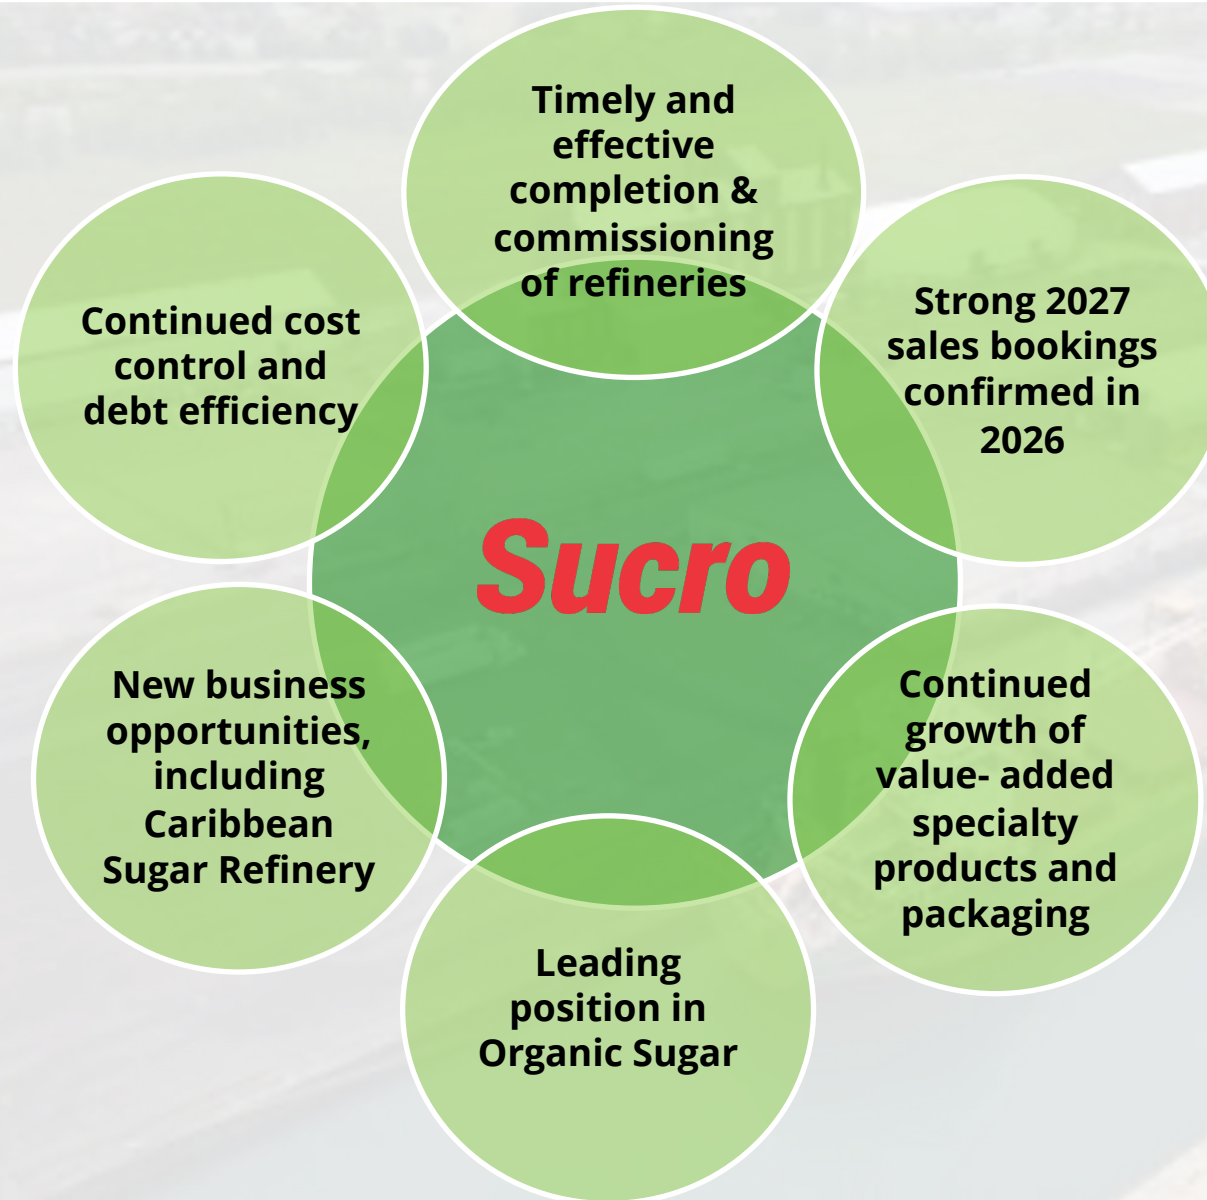 Timely and
effective
completion &
commissioning
of refineries
Strong 2027
sales bookings
confirmed in
2026
Continued
growth of
value- added
specialty
products and
packaging
Leading
position in
Organic Sugar
New business
opportunities,
including
Caribbean
Sugar Refinery
Continued cost
control and
debt efficiency
Sucro